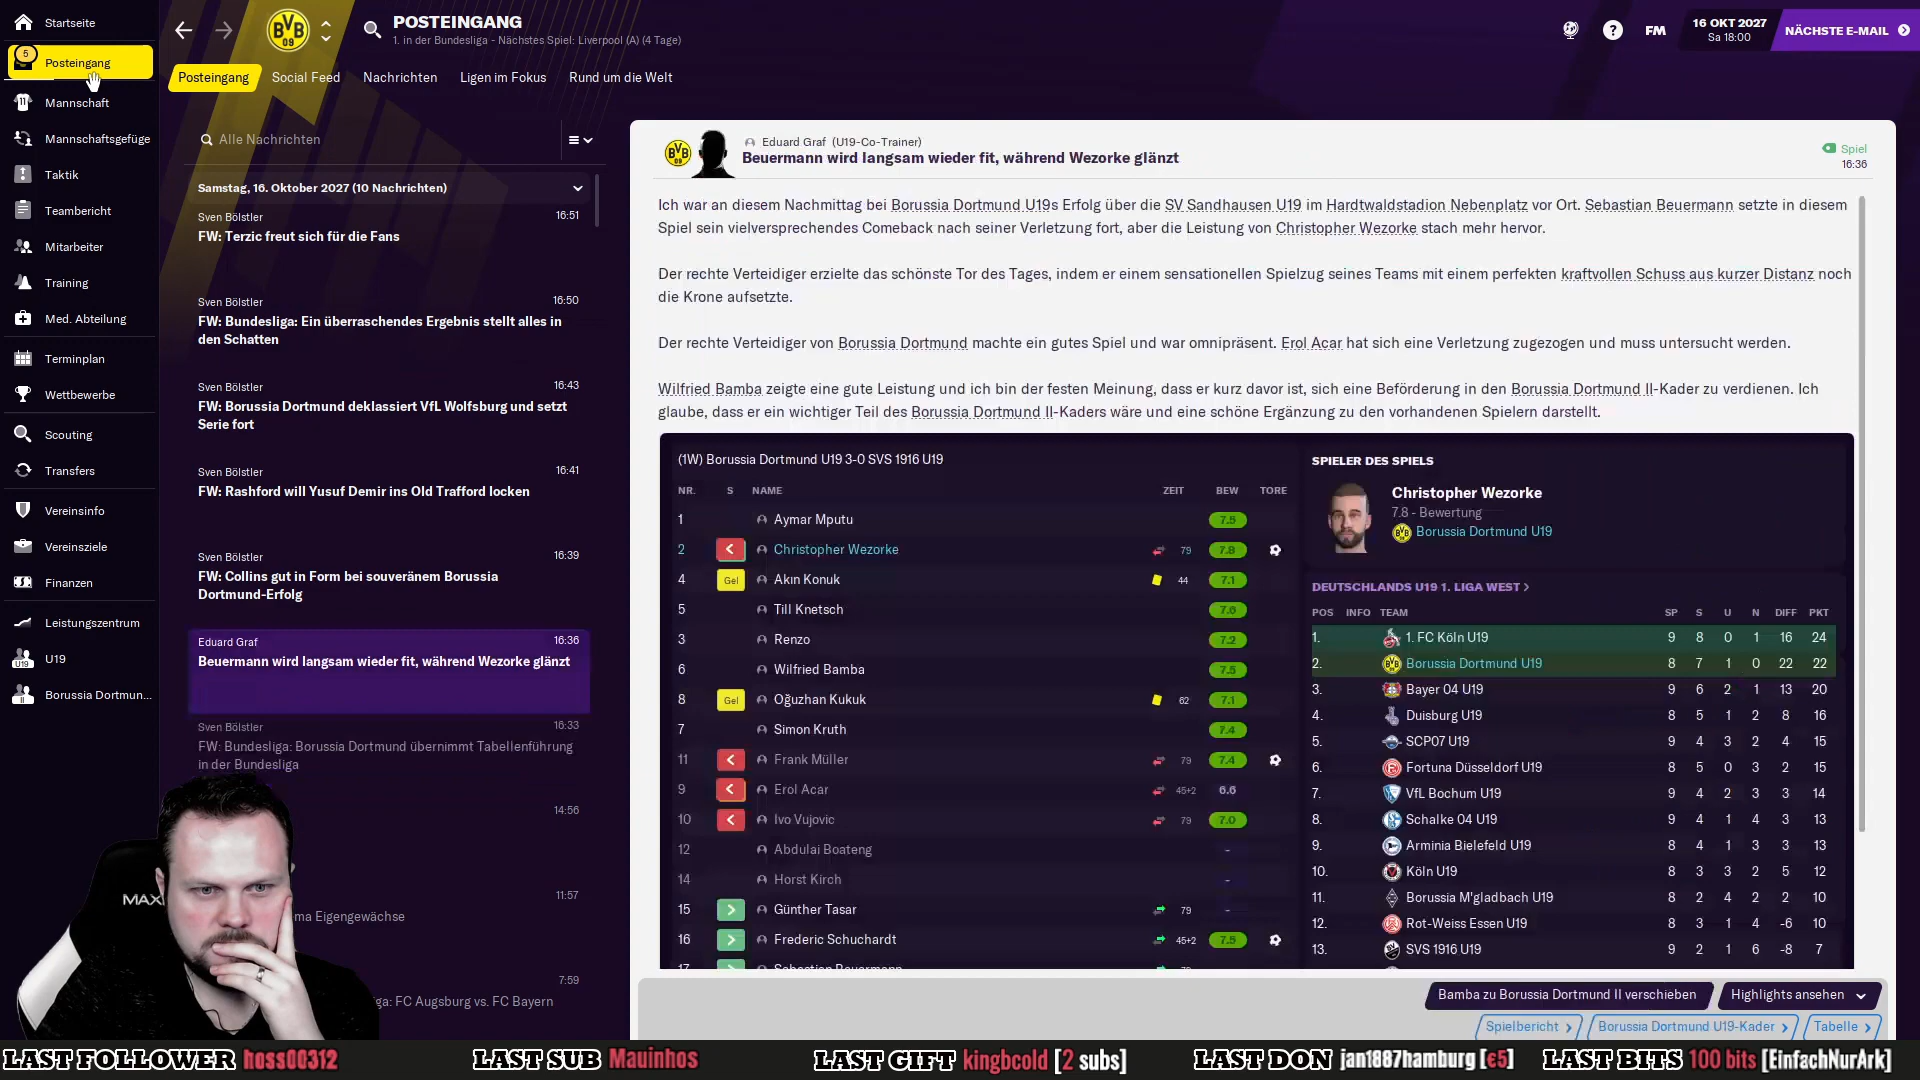 Startseite
5
Posteingang
Mannschaft
Mannschaftsgefüge
Taktik
Teambericht
Mitarbeiter
Training
Med. Abteilung
Terminplan
Wettbewerbe
Scouting
Transfers
Vereinsinfo
Vereinsziele
Finanzen
Leistungszentrum
U19
Borussia Dortmun...
POSTEINGANG
1. in der Bundesliga - Nächstes Spiel: Liverpool (A) (4 Tage)
FM
16 OKT 2027
Sa 18:00
NÄCHSTE E-MAIL
Posteingang Social Feed Nachrichten Ligen im Fokus Rund um die Welt
Alle Nachrichten
Samstag, 16. Oktober 2027 (10 Nachrichten)
Sven Bölstler 16:51
FW: Terzic freut sich für die Fans
Sven Bölstler 16:50
FW: Bundesliga: Ein überraschendes Ergebnis stellt alles in
den Schatten
Sven Bölstler 16:43
FW: Borussia Dortmund deklassiert VfL Wolfsburg und setzt
Serie fort
Sven Bölstler 16:41
FW: Rashford will Yusuf Demir ins Old Trafford locken
Sven Bölstler 16:39
FW: Collins gut in Form bei souveränem Borussia
Dortmund-Erfolg
Eduard Graf 16:36
Beuermann wird langsam wieder fit, während Wezorke glänzt
Sven Bölstler 16:33
FW: Bundesliga: Borussia Dortmund übernimmt Tabellenführung
in der Bundesliga
14:56
11:57
ma Eigengewächse
7:59
iga: FC Augsburg vs. FC Bayern
Eduard Graf (U19-Co-Trainer)
Beuermann wird langsam wieder fit, während Wezorke glänzt
Spiel
16:36
Ich war an diesem Nachmittag bei Borussia Dortmund U19s Erfolg über die SV Sandhausen U19 im Hardtwaldstadion Nebenplatz vor Ort. Sebastian Beuermann setzte in diesem
Spiel sein vielversprechendes Comeback nach seiner Verletzung fort, aber die Leistung von Christopher Wezorke stach mehr hervor.
Der rechte Verteidiger erzielte das schönste Tor des Tages, indem er einem sensationellen Spielzug seines Teams mit einem perfekten kraftvollen Schuss aus kurzer Distanz noch
die Krone aufsetzte.
Der rechte Verteidiger von Borussia Dortmund machte ein gutes Spiel und war omnipräsent. Erol Acar hat sich eine Verletzung zugezogen und muss untersucht werden.
Wilfried Bamba zeigte eine gute Leistung und ich bin der festen Meinung, dass er kurz davor ist, sich eine Beförderung in den Borussia Dortmund II-Kader zu verdienen. Ich
glaube, dass er ein wichtiger Teil des Borussia Dortmund II-Kaders wäre und eine schöne Ergänzung zu den vorhandenen Spielern darstellt.
(1W) Borussia Dortmund U19 3-0 SVS 1916 U19
NR. S NAME ZEIT BEW TORE
1 Aymar Mputu 7.5
2 Christopher Wezorke 79 7.8
4 Gel Akın Konuk 44 7.1
5 Till Knetsch 7.6
3 Renzo 7.2
6 Wilfried Bamba 7.5
8 Gel Oğuzhan Kukuk 62 7.1
7 Simon Kruth 7.4
11 Frank Müller 79 7.4
9 Erol Acar 45+2 6.6
10 Ivo Vujovic 79 7.0
12 Abdulai Boateng -
14 Horst Kirch -
15 Günther Tasar 79 -
16 Frederic Schuchardt 45+2 7.5
17 Sebastian Beuermann 79
SPIELER DES SPIELS
Christopher Wezorke
7.8 - Bewertung
Borussia Dortmund U19
DEUTSCHLANDS U19 1. LIGA WEST
POS INFO TEAM SP S U N DIFF PKT
1. 1. FC Köln U19 9 8 0 1 16 24
2. Borussia Dortmund U19 8 7 1 0 22 22
3. Bayer 04 U19 9 6 2 1 13 20
4. Duisburg U19 8 5 1 2 8 16
5. SCP07 U19 9 4 3 2 4 15
6. Fortuna Düsseldorf U19 8 5 0 3 2 15
7. VfL Bochum U19 9 4 2 3 3 14
8. Schalke 04 U19 9 4 1 4 3 13
9. Arminia Bielefeld U19 8 4 1 3 3 13
10. Köln U19 8 3 3 2 5 12
11. Borussia M'gladbach U19 8 2 4 2 2 10
12. Rot-Weiss Essen U19 8 3 1 4 -6 10
13. SVS 1916 U19 9 2 1 6 -8 7
Bamba zu Borussia Dortmund II verschieben
Highlights ansehen
Spielbericht
Borussia Dortmund U19-Kader
Tabelle
MAX
LAST FOLLOWER hoss00312 LAST SUB Mauinhos LAST GIFT kingbcold [2 subs] LAST DON jan1887hamburg [€5] LAST BITS 100 bits [EinfachNurArk]